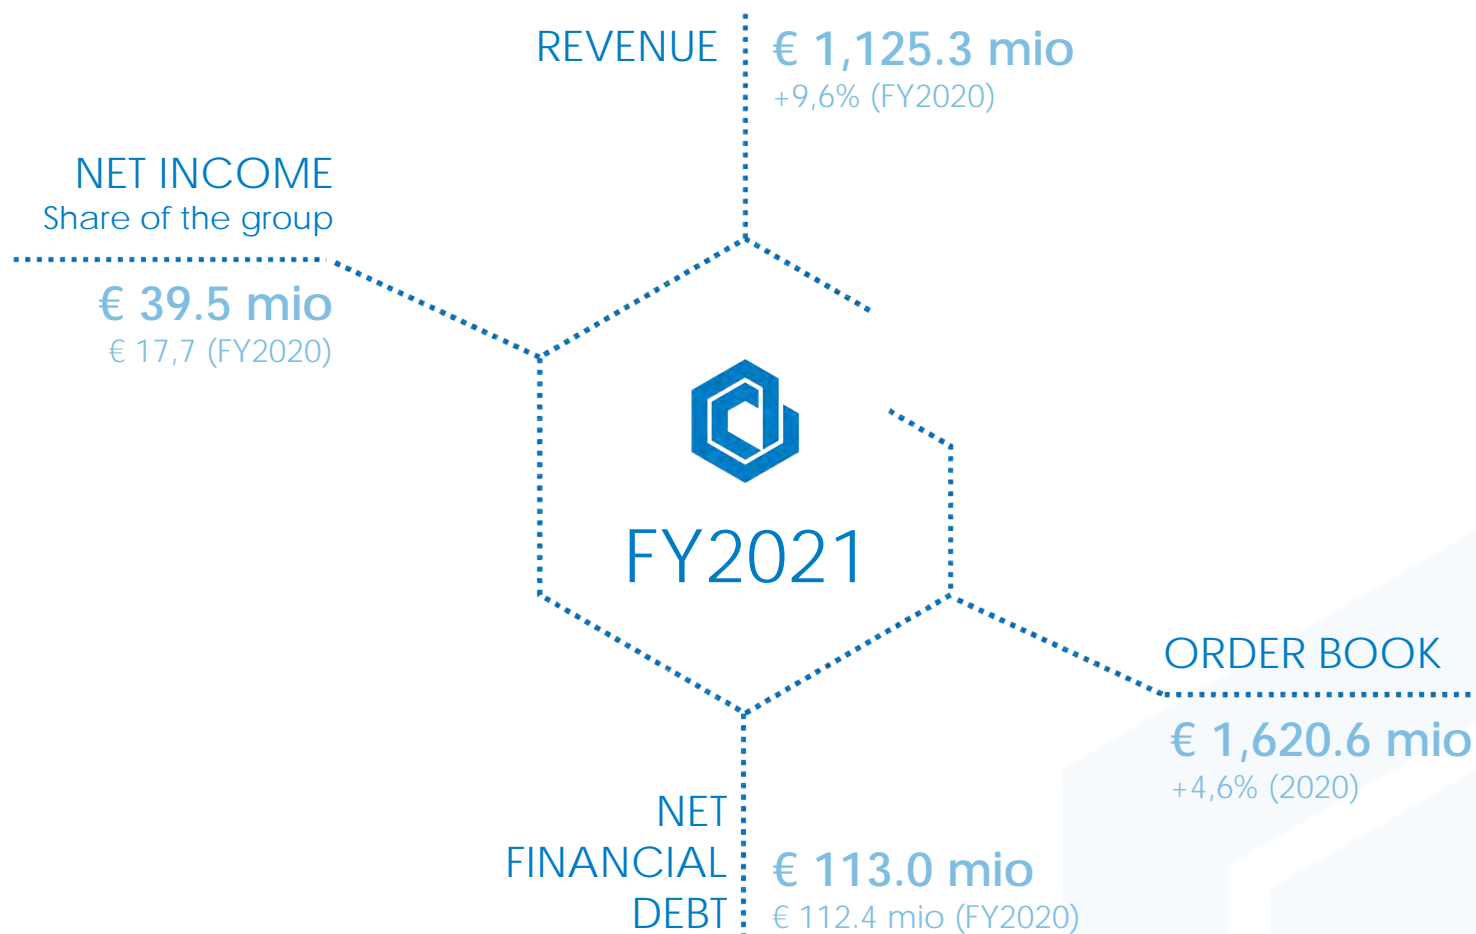 REVENUE
€ 1,125.3 mio
+9,6% (FY2020)
NET INCOME
Share of the group
€ 39.5 mio
€ 17,7 (FY2020)
FY2021
ORDER BOOK
€ 1,620.6 mio
+4,6% (2020)
NET
FINANCIAL
DEBT
€ 113.0 mio
€ 112.4 mio (FY2020)